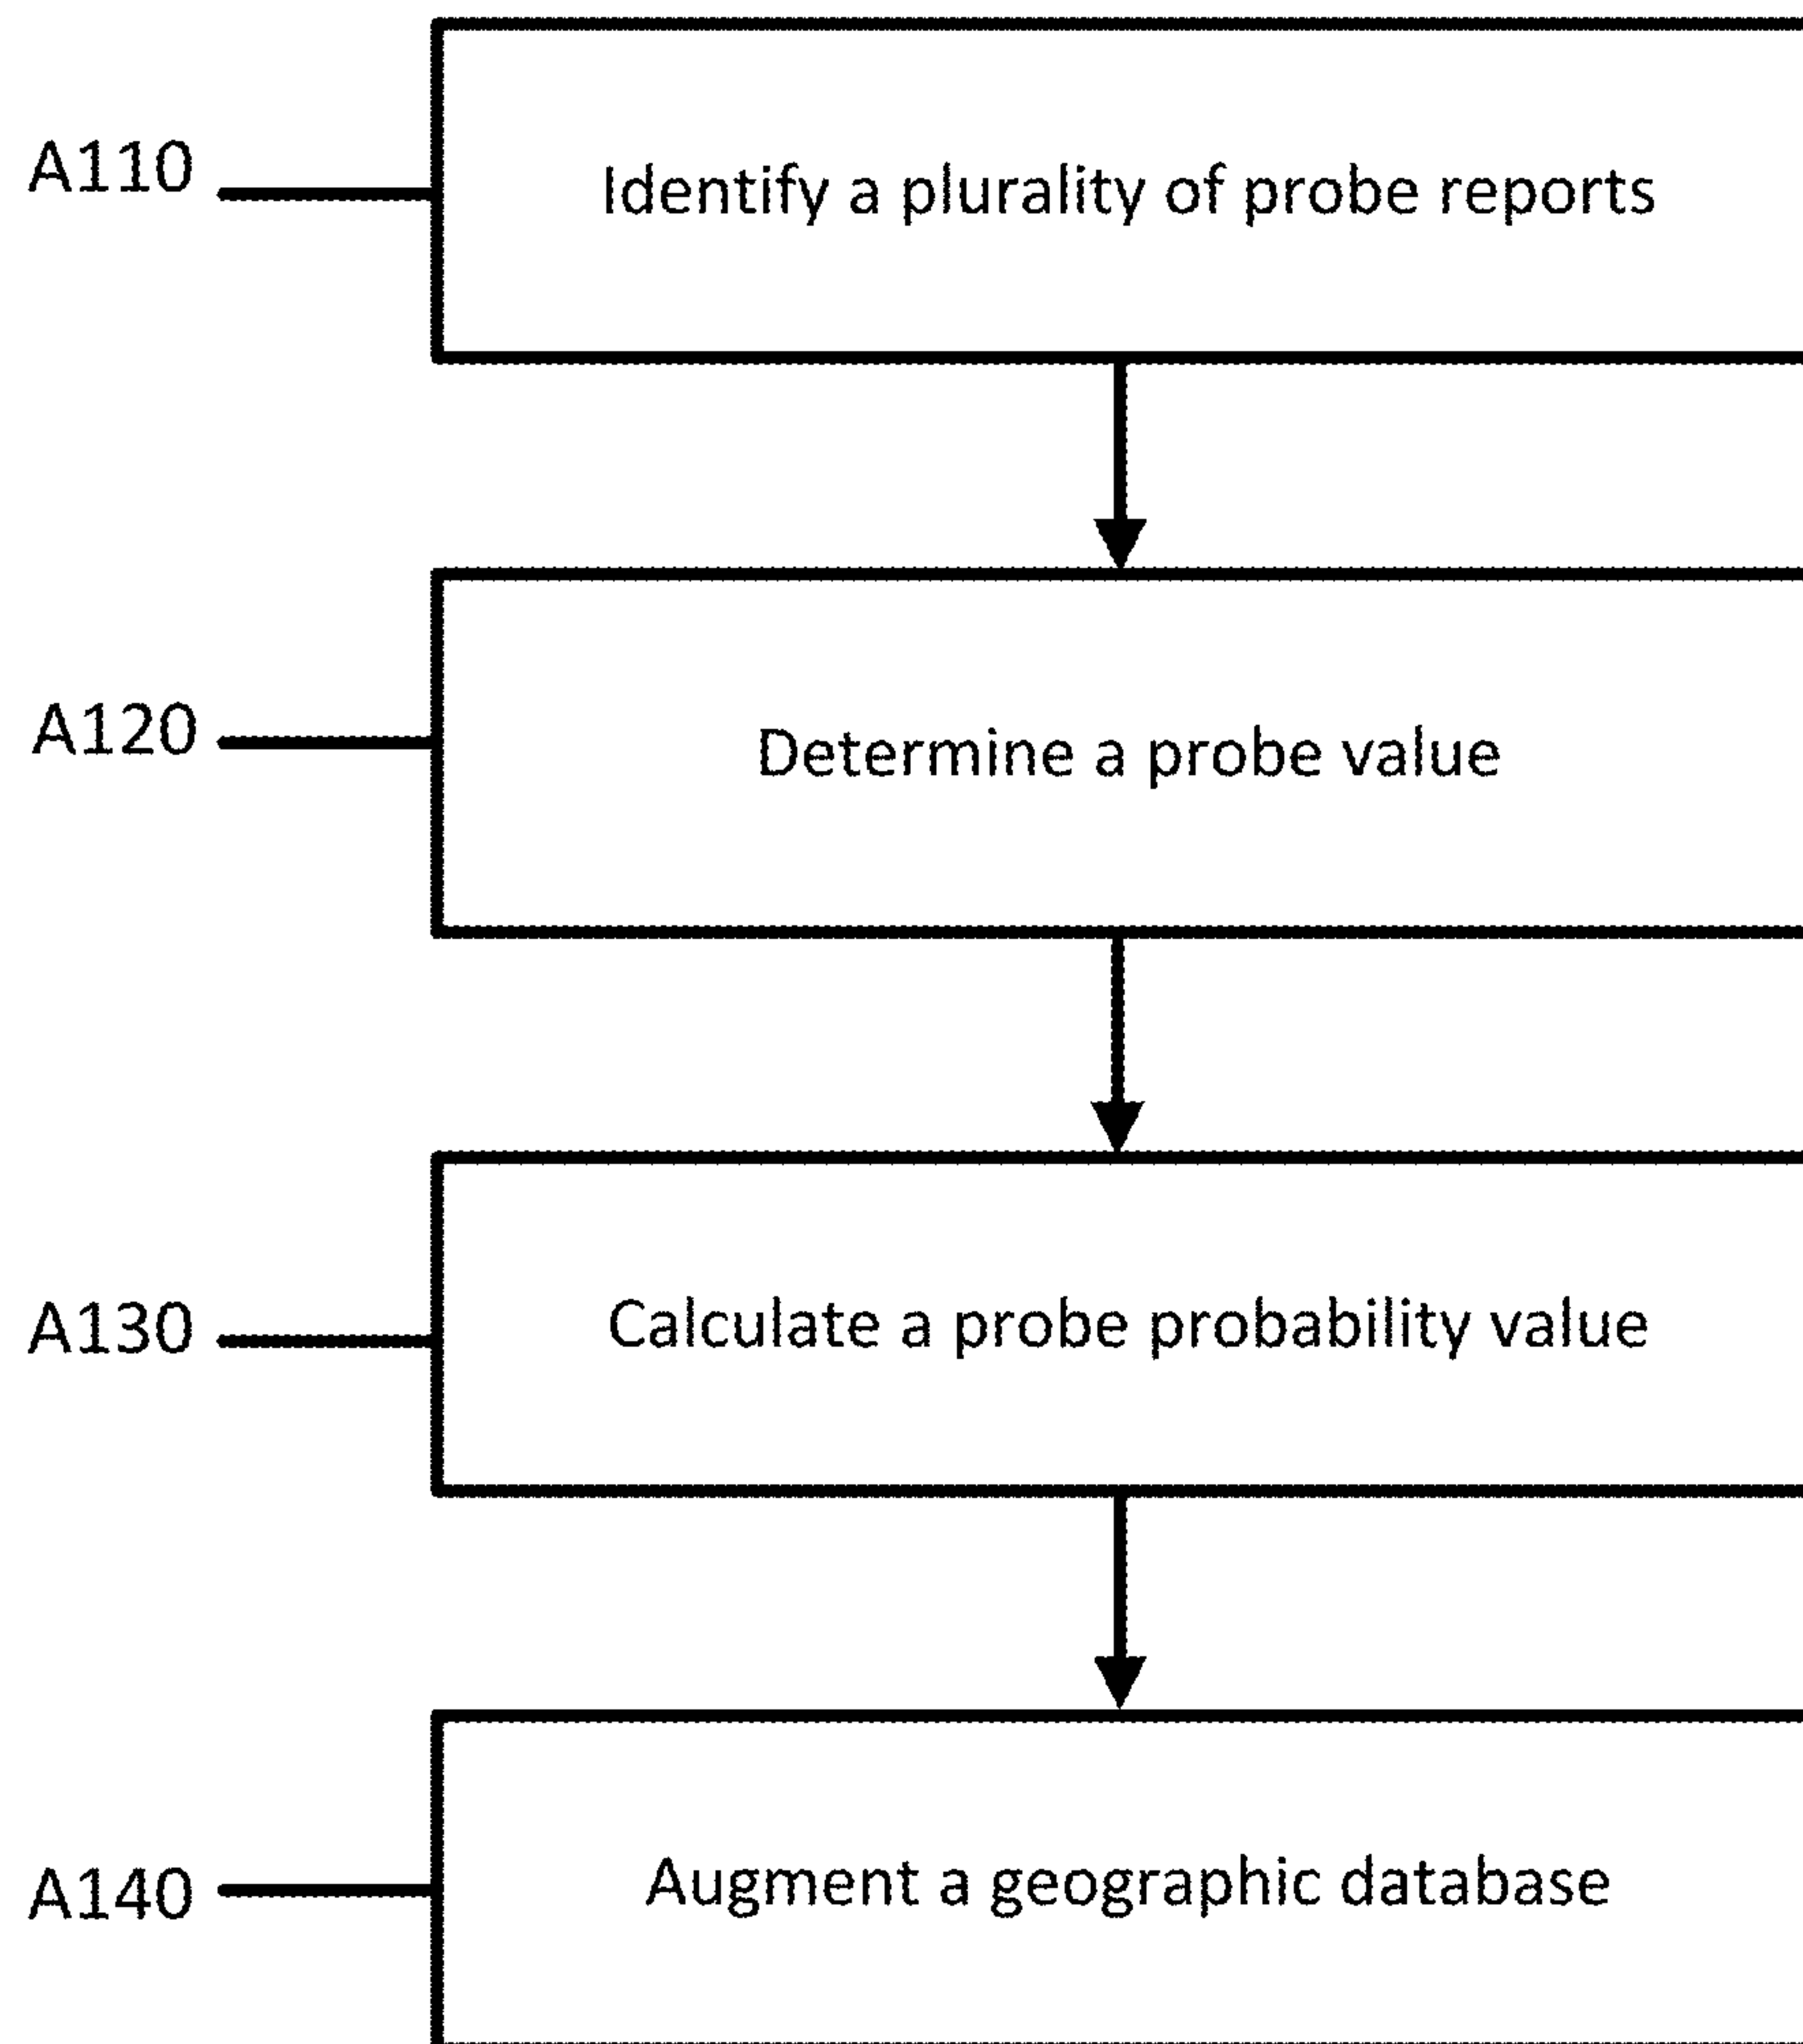 A110
Identify a plurality of probe reports
A120
Determine a probe value
A130
Calculate a probe probability value
A140
Augment a geographic database